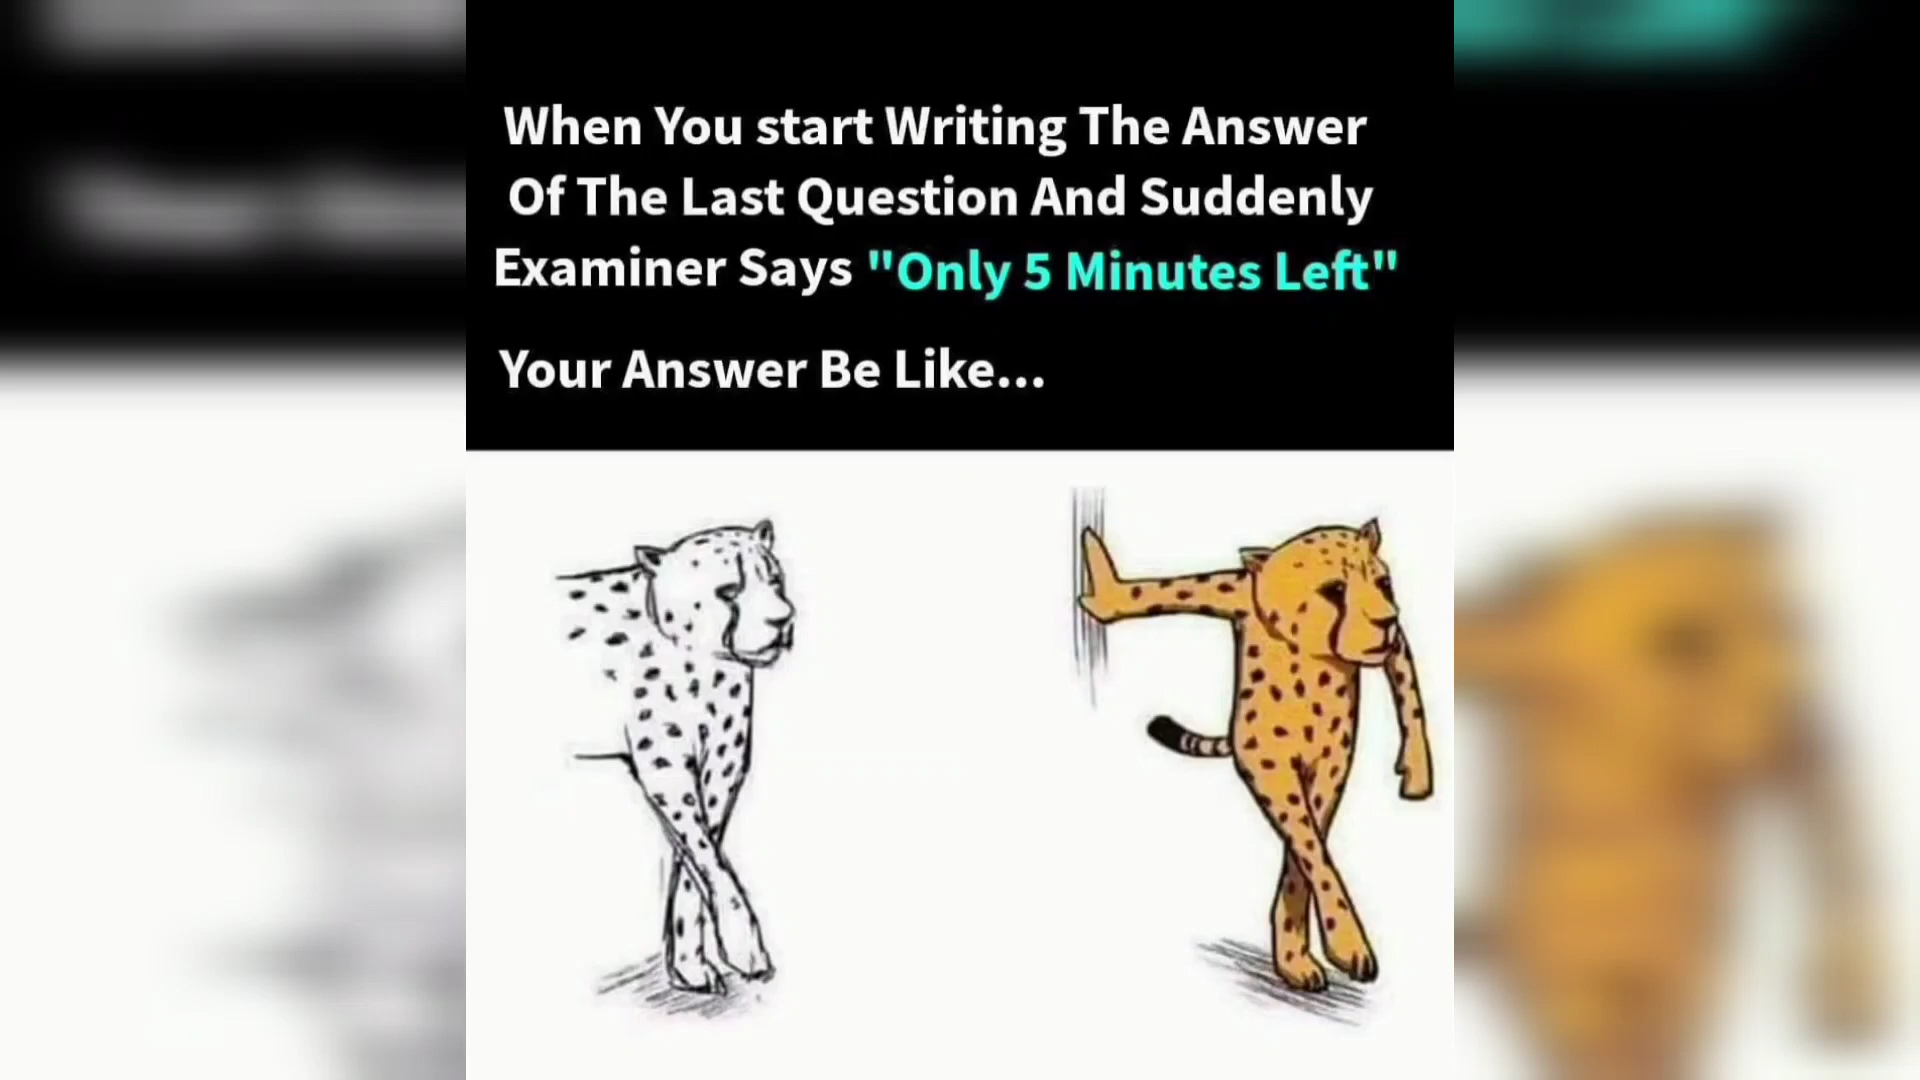 When You start Writing The Answer
Of The Last Question And Suddenly
Examiner Says "Only 5 Minutes Left"
Your Answer Be Like...